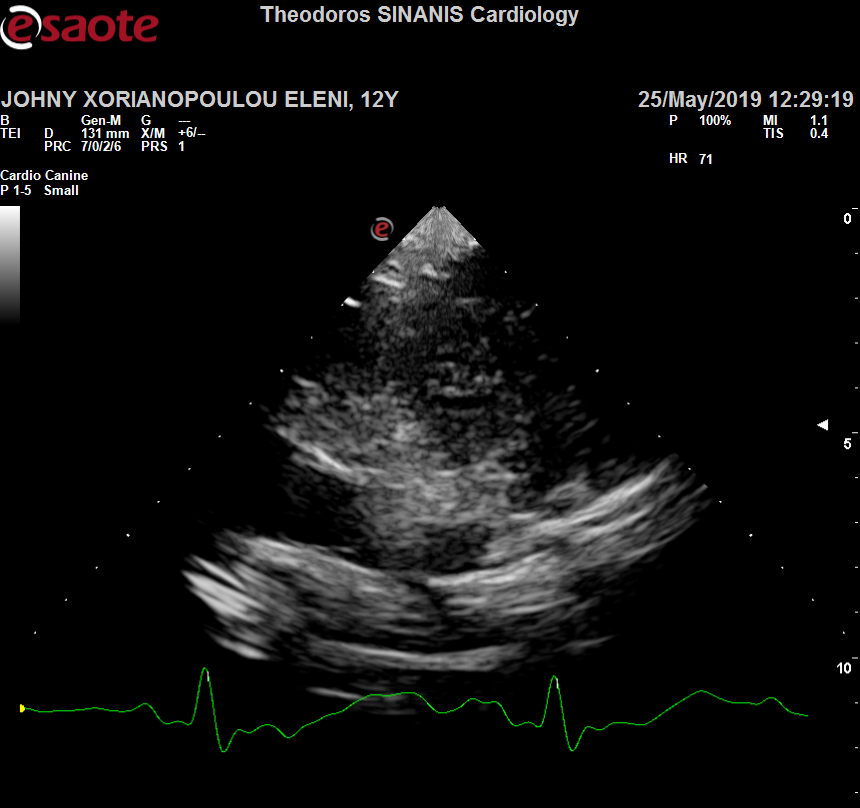 esaote
Theodoros SINANIS Cardiology
JOHNY XORIANOPOULOU ELENI, 12Y
25/May/2019 12:29:19
B Gen-M G ---
TEI D 131 mm X/M +6/--
PRC 7/0/2/6 PRS 1
P 100% MI 1.1
TIS 0.4
HR 71
Cardio Canine
P 1-5 Small
e
0
5
10